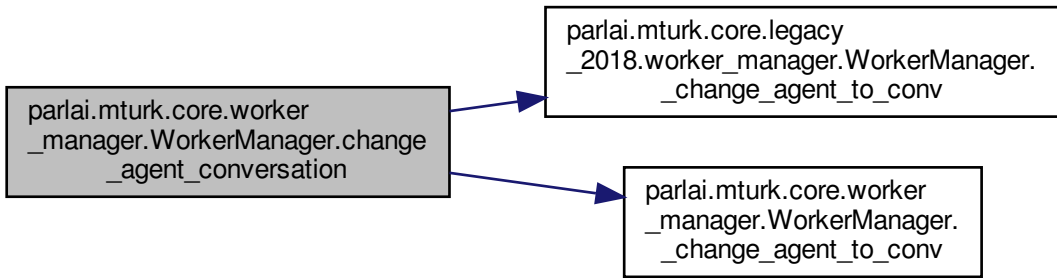 parlai.mturk.core.worker
_manager.WorkerManager.change
_agent_conversation
parlai.mturk.core.legacy
_2018.worker_manager.WorkerManager.
_change_agent_to_conv
parlai.mturk.core.worker
_manager.WorkerManager.
_change_agent_to_conv